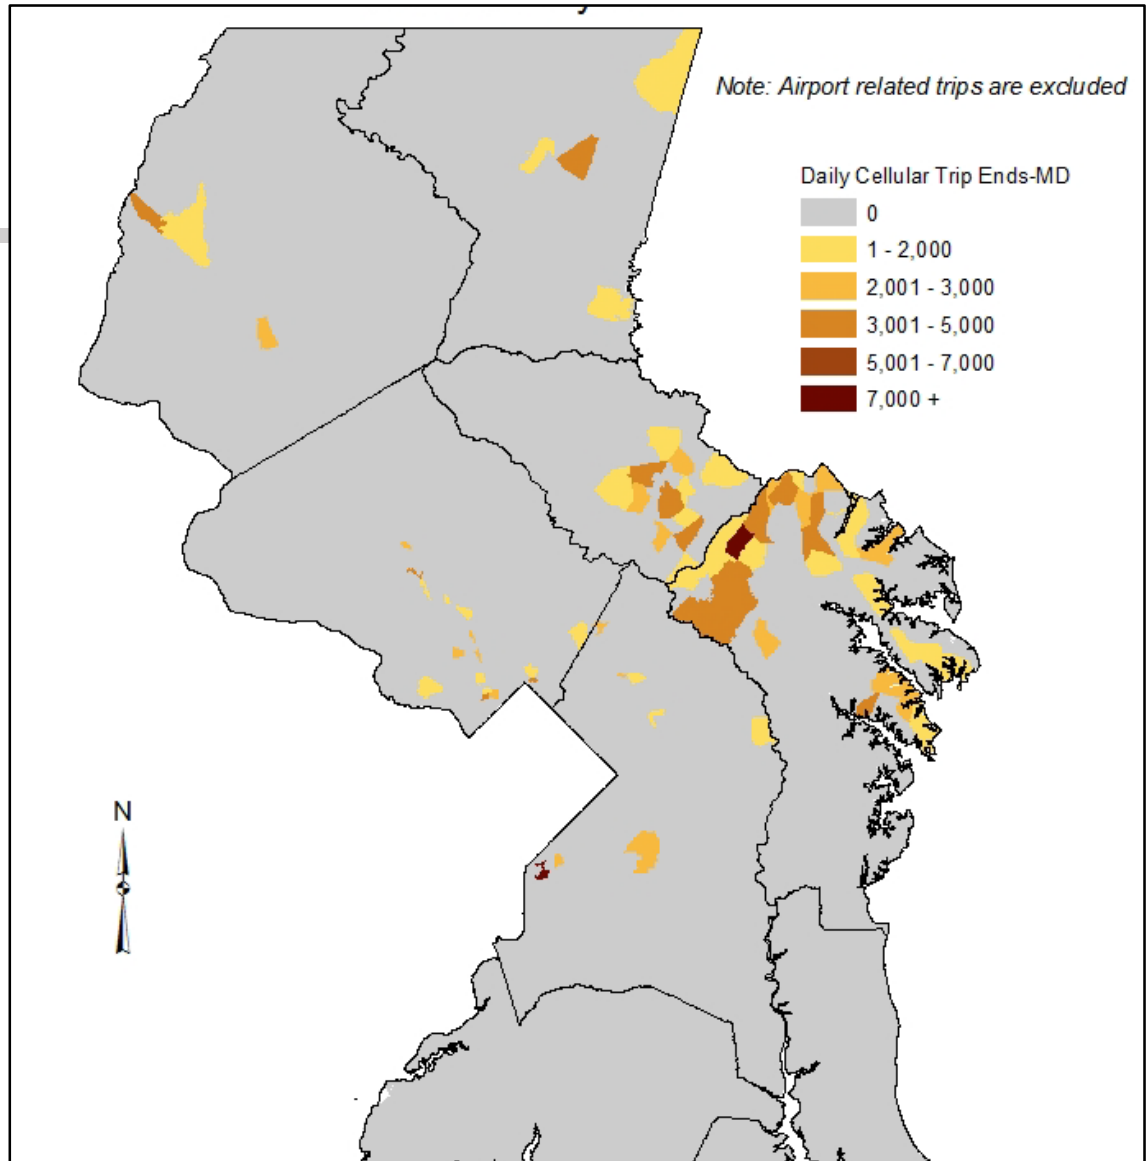 Note: Airport related trips are excluded
Daily Cellular Trip Ends-MD
0
1 - 2,000
2,001 - 3,000
3,001 - 5,000
5,001 - 7,000
7,000 +
N